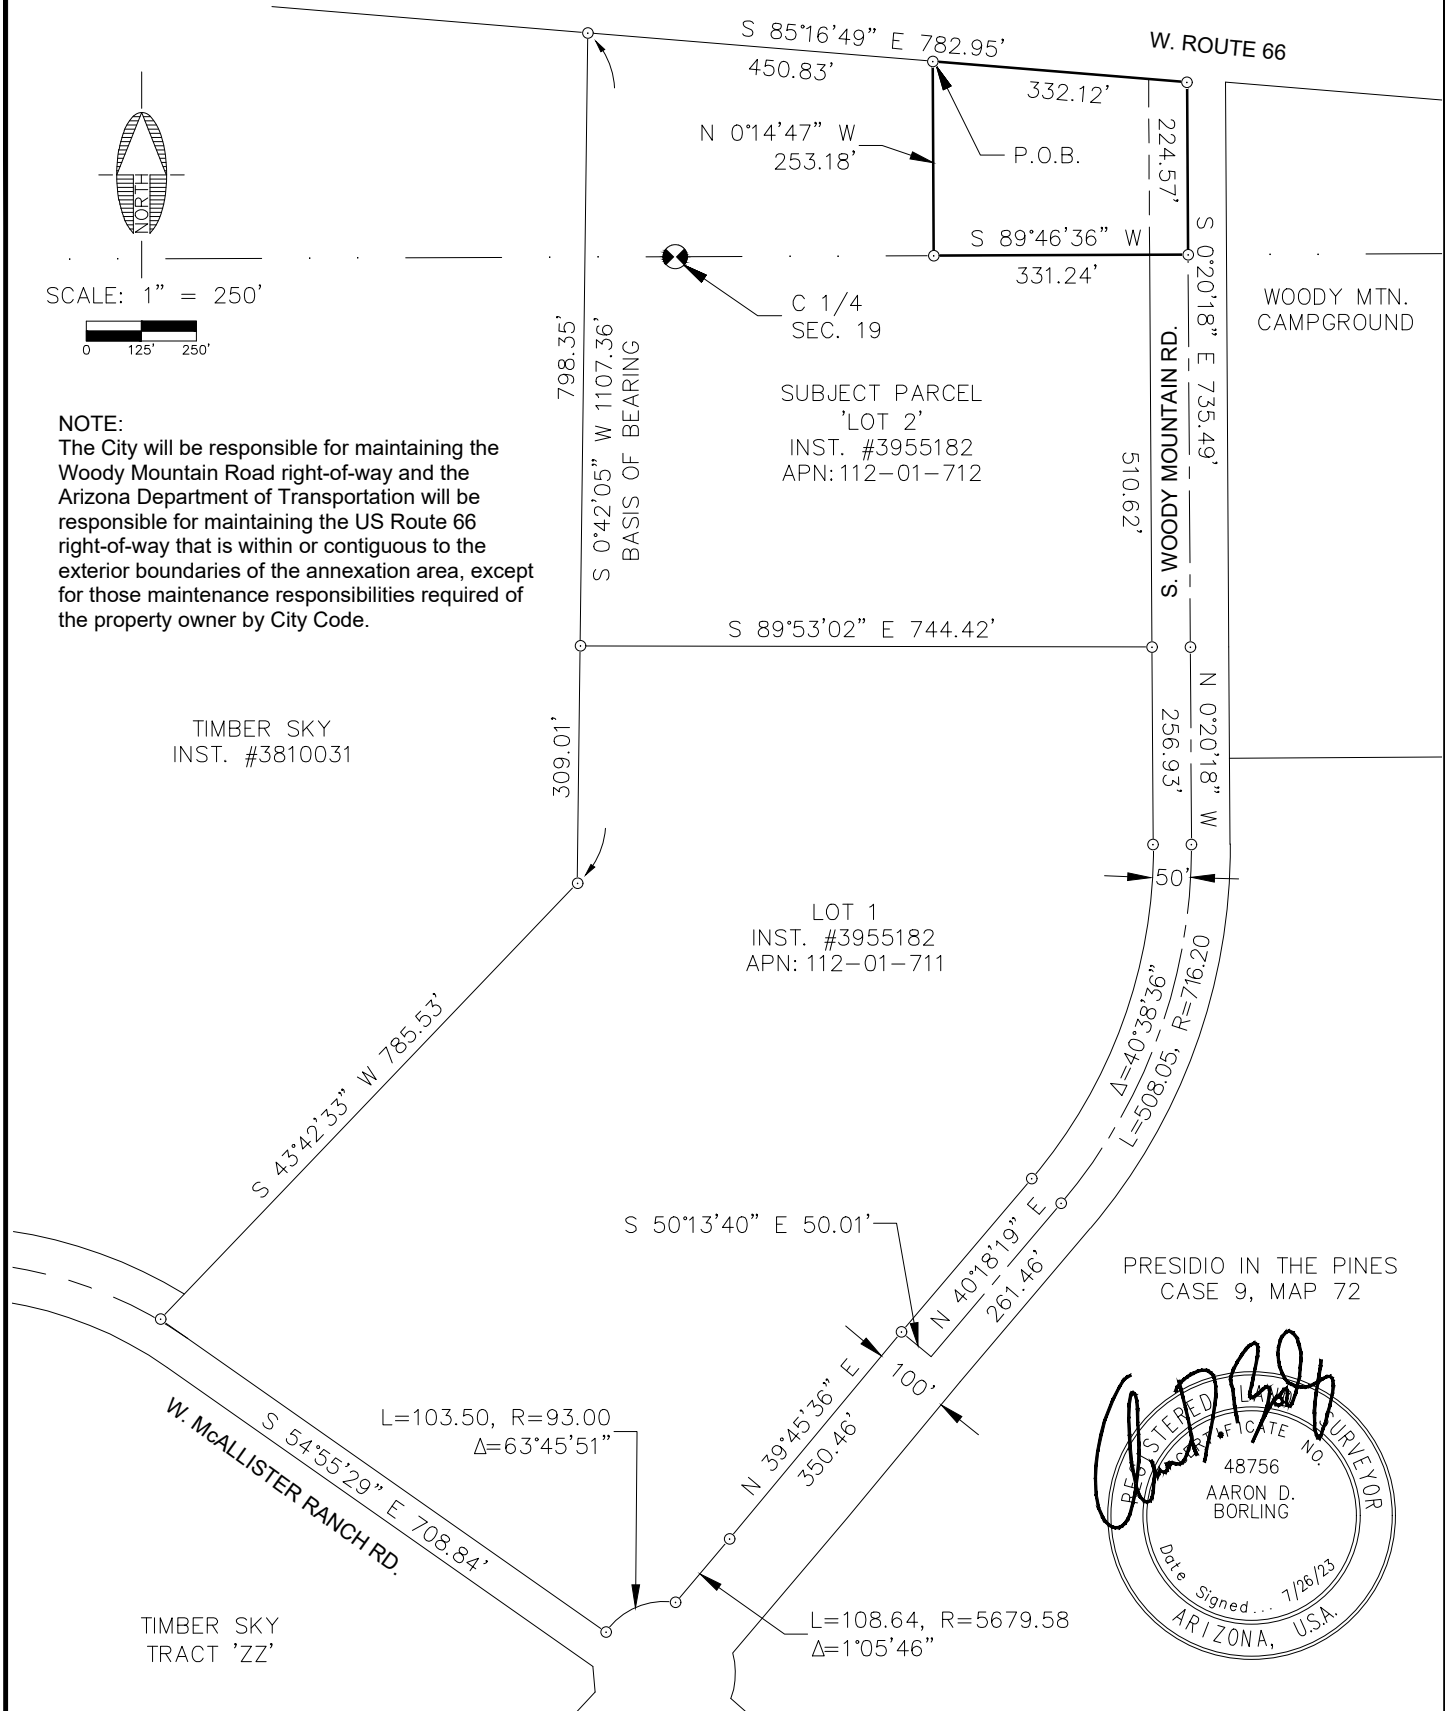 S 85°16'49" E 782.95'
W. ROUTE 66
450.83'
332.12'
N 0°14'47" W
253.18'
P.O.B.
224.57'
NORTH
S 89°46'36" W
331.24'
S 0°20'18" E 735.49'
SCALE: 1" = 250'
0 125' 250'
C 1/4
SEC. 19
WOODY MTN.
CAMPGROUND
798.35'
S 0°42'05" W 1107.36'
BASIS OF BEARING
SUBJECT PARCEL
'LOT 2'
INST. #3955182
APN: 112-01-712
510.62'
S. WOODY MOUNTAIN RD.
NOTE:
The City will be responsible for maintaining the
Woody Mountain Road right-of-way and the
Arizona Department of Transportation will be
responsible for maintaining the US Route 66
right-of-way that is within or contiguous to the
exterior boundaries of the annexation area, except
for those maintenance responsibilities required of
the property owner by City Code.
S 89°53'02" E 744.42'
TIMBER SKY
INST. #3810031
309.01'
256.93'
N 0°20'18" W
50'
LOT 1
INST. #3955182
APN: 112-01-711
Δ=40°38'36"
L=508.05, R=716.20
S 43°42'33" W 785.53'
S 50°13'40" E 50.01'
N 40°18'19" E
261.46'
PRESIDIO IN THE PINES
CASE 9, MAP 72
100'
N 39°45'36" E
350.46'
L=103.50, R=93.00
Δ=63°45'51"
S 54°55'29" E 708.84'
W. McALLISTER RANCH RD.
REGISTERED LAND SURVEYOR
CERTIFICATE NO.
48756
AARON D.
BORLING
Date Signed... 7/26/23
ARIZONA, U.S.A.
TIMBER SKY
TRACT 'ZZ'
L=108.64, R=5679.58
Δ=1°05'46"